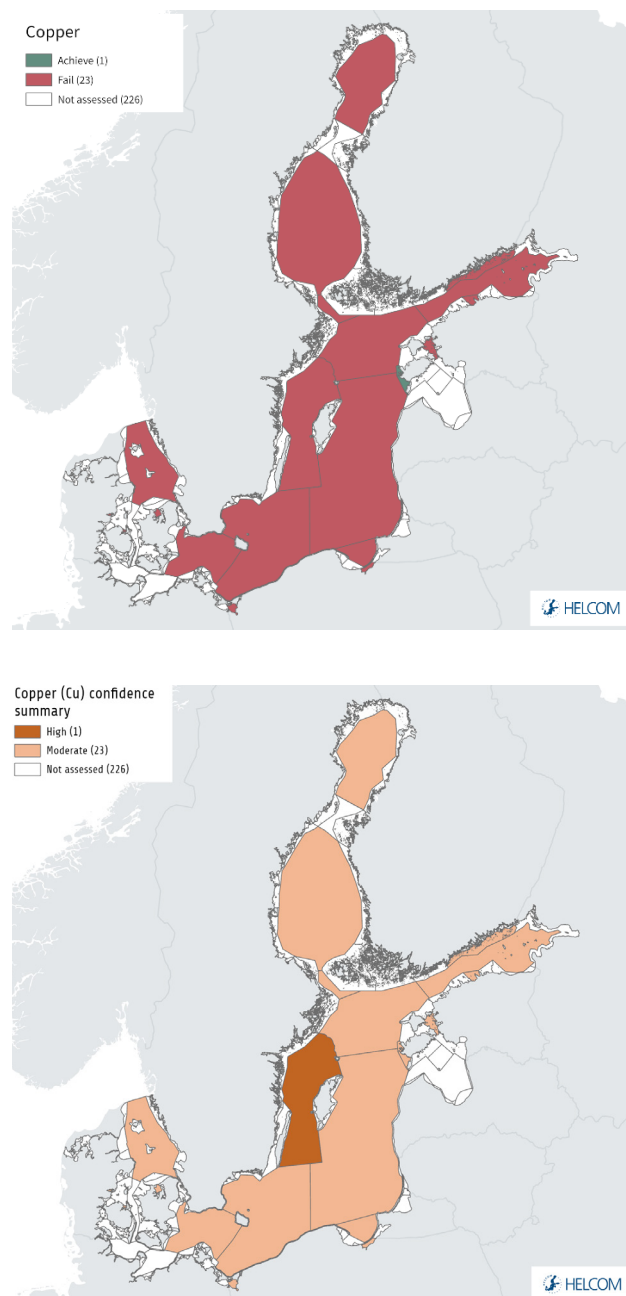 Copper
Achieve (1)
Fail (23)
Not assessed (226)
HELCOM
Copper (Cu) confidence
summary
High (1)
Moderate (23)
Not assessed (226)
HELCOM